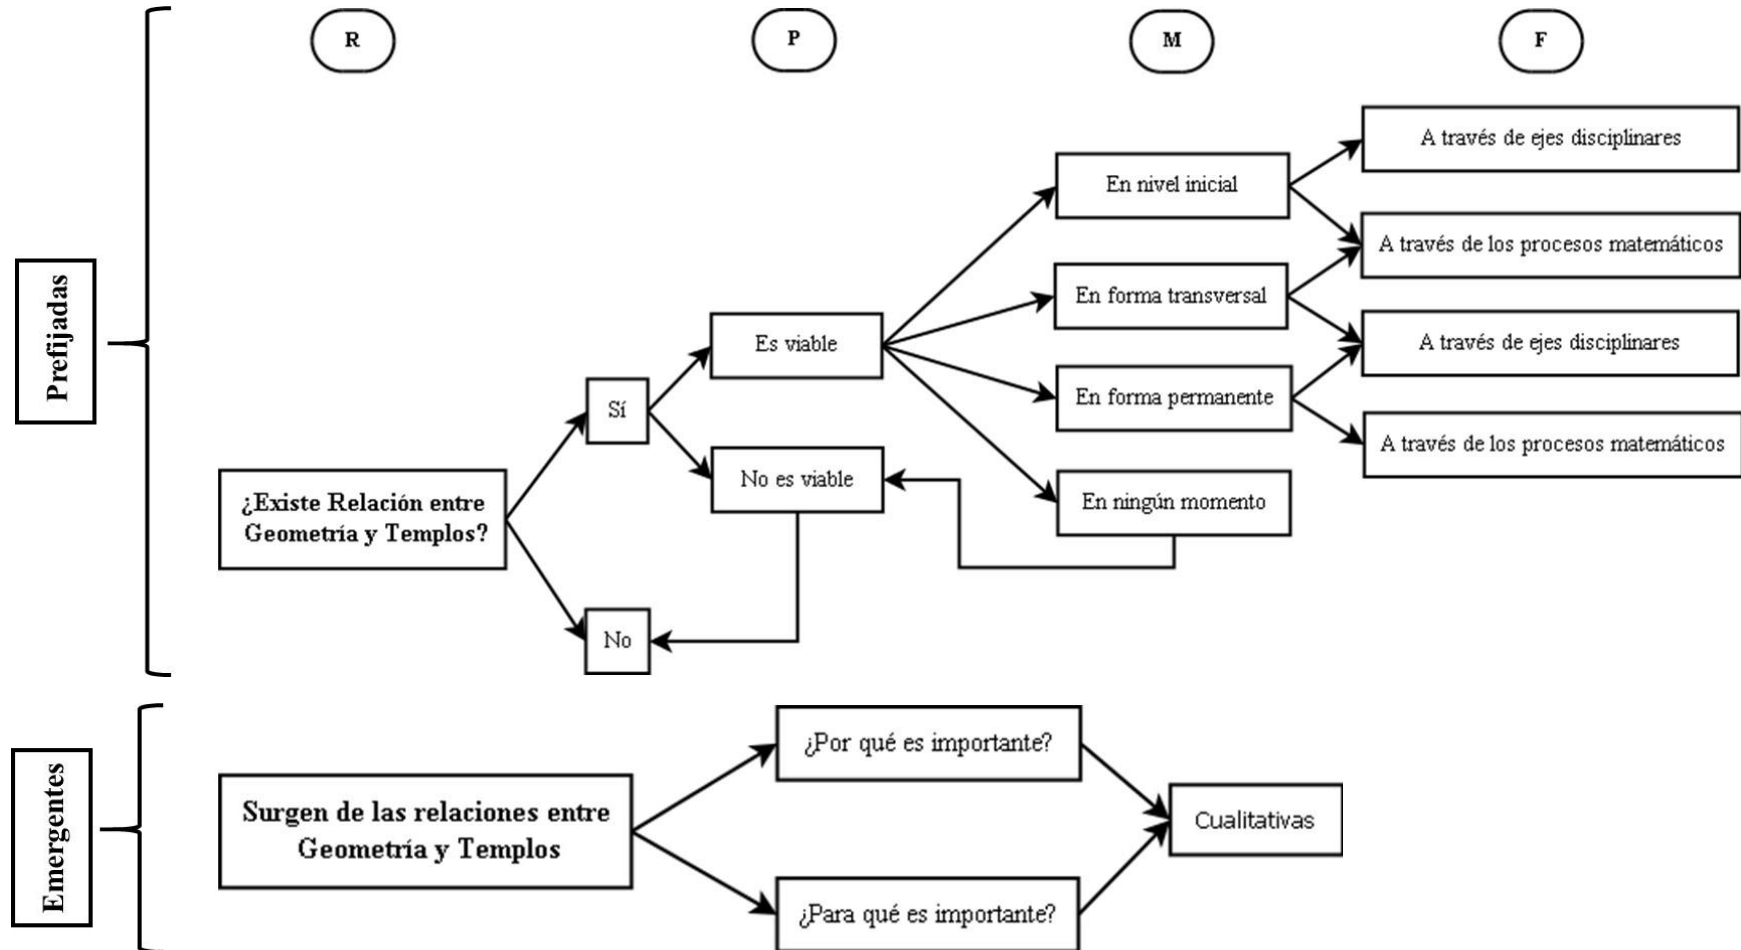 R
P
M
F
Prefijadas
¿Existe Relación entre
Geometría y Templos?
Sí
No
Es viable
No es viable
En nivel inicial
En forma transversal
En forma permanente
En ningún momento
A través de ejes disciplinares
A través de los procesos matemáticos
A través de ejes disciplinares
A través de los procesos matemáticos
Emergentes
Surgen de las relaciones entre
Geometría y Templos
¿Por qué es importante?
¿Para qué es importante?
Cualitativas